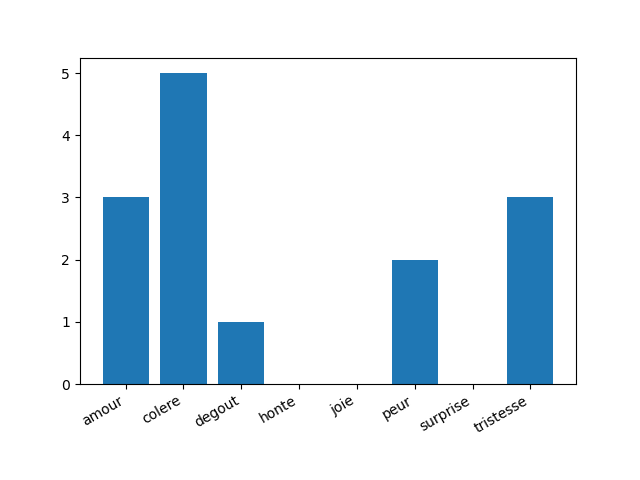 5
4
3
2
1
0
amour
colere
degout
honte
joie
peur
surprise
tristesse